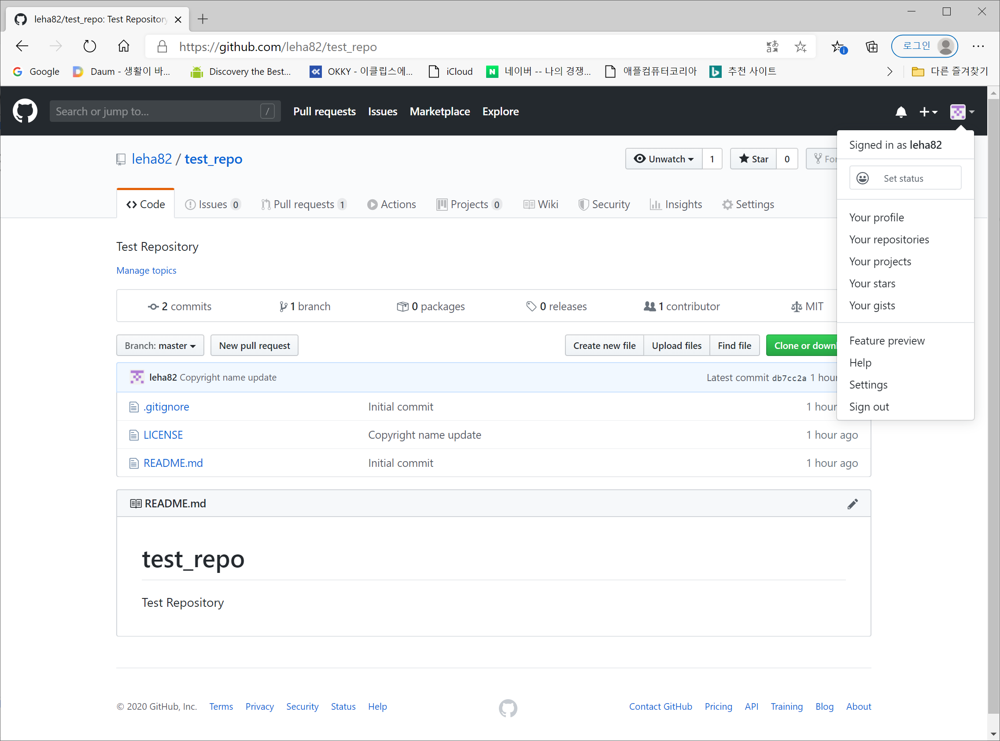 leha82/test_repo: Test Repository
https://github.com/leha82/test_repo
로그인
Google
Daum - 생활이 바...
Discovery the Best...
OKKY - 이클립스에...
iCloud
네이버 -- 나의 경쟁...
애플컴퓨터코리아
추천 사이트
다른 즐겨찾기
Search or jump to... /
Pull requests Issues Marketplace Explore
Signed in as leha82
Set status
Your profile
Your repositories
Your projects
Your stars
Your gists
Feature preview
Help
Settings
Sign out
leha82 / test_repo
Unwatch 1
Star 0
For
Code
Issues 0
Pull requests 1
Actions
Projects 0
Wiki
Security
Insights
Settings
Test Repository
Manage topics
2 commits
1 branch
0 packages
0 releases
1 contributor
MIT
Branch: master
New pull request
Create new file
Upload files
Find file
Clone or downl
leha82 Copyright name update
Latest commit db7cc2a 1 hour
.gitignore Initial commit 1 hour
LICENSE Copyright name update 1 hour ago
README.md Initial commit 1 hour ago
README.md
test_repo
Test Repository
© 2020 GitHub, Inc. Terms Privacy Security Status Help
Contact GitHub Pricing API Training Blog About